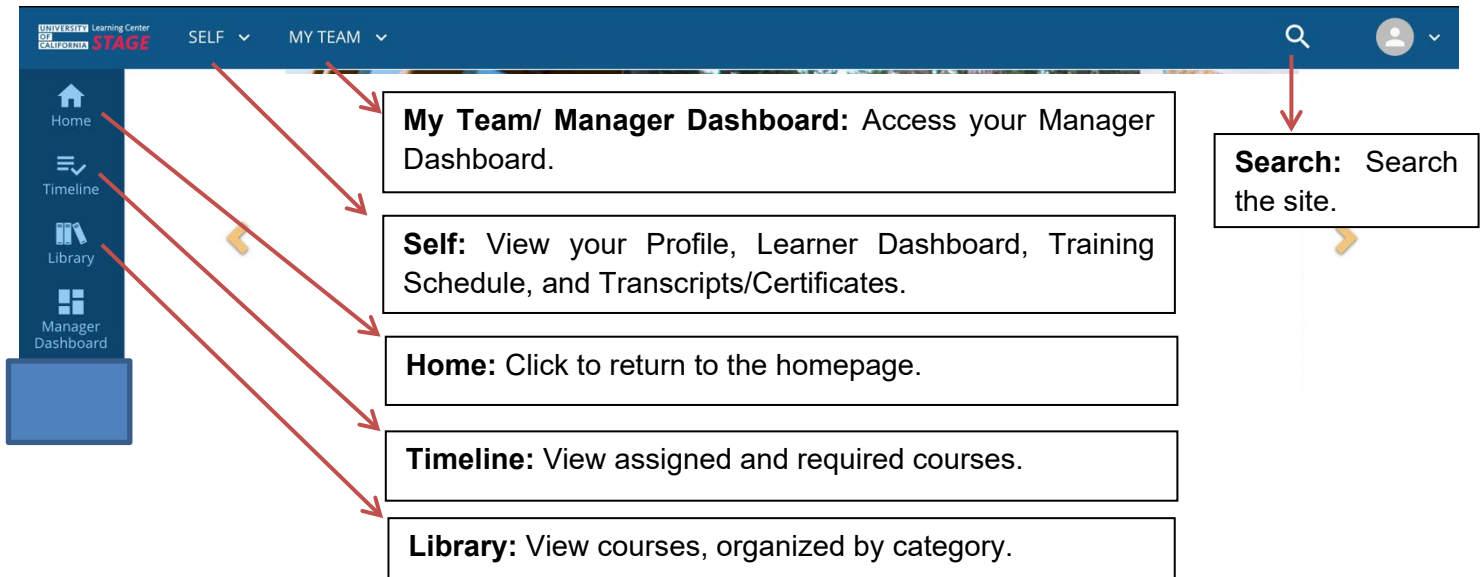 UNIVERSITY Learning Center
OF
CALIFORNIA STAGE
SELF
MY TEAM
Home
Timeline
Library
Manager
Dashboard
My Team/ Manager Dashboard: Access your Manager
Dashboard.
Search: Search
the site.
Self: View your Profile, Learner Dashboard, Training
Schedule, and Transcripts/Certificates.
Home: Click to return to the homepage.
Timeline: View assigned and required courses.
Library: View courses, organized by category.